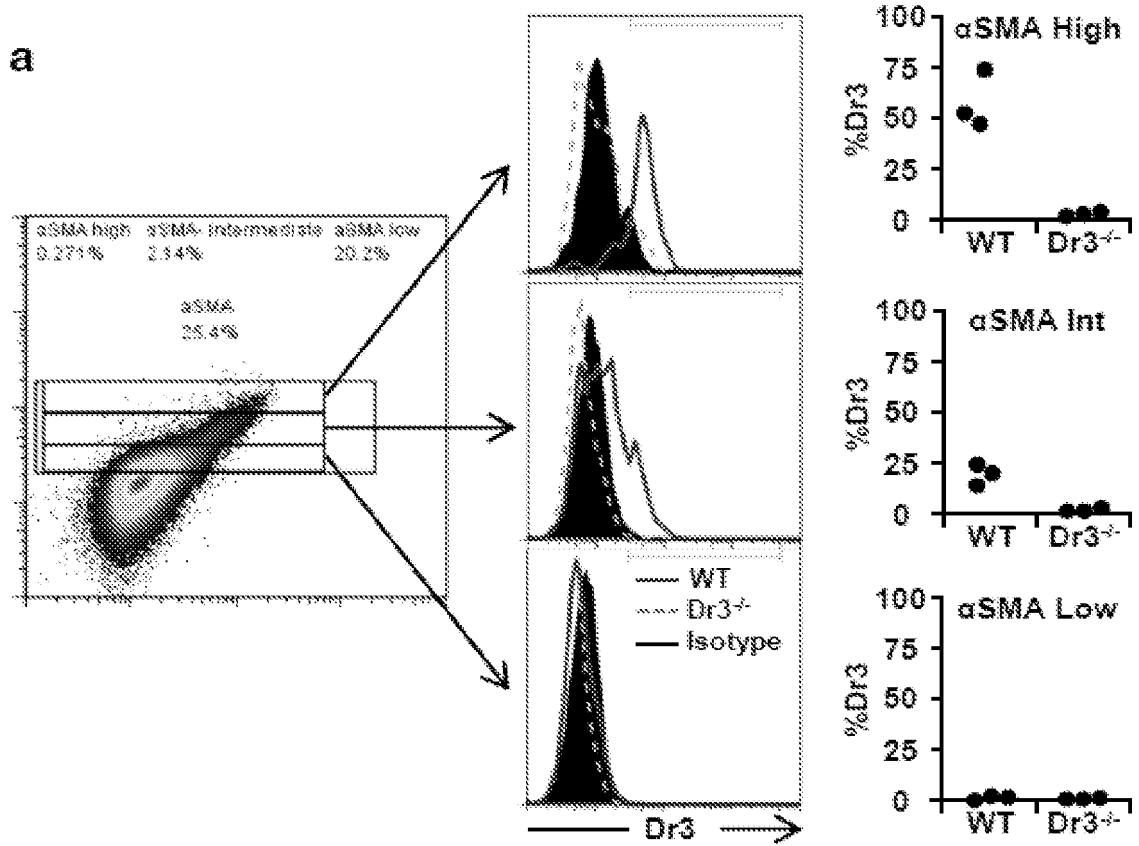 a
αSMA high αSMA- Intermediate αSMA low
0.271% 2.14% 20.2%
αSMA
25.4%
WT
Dr3-/-
Isotype
Dr3
100
αSMA High
75
%Dr3
50
25
0
WT Dr3-/-
100
αSMA Int
75
%Dr3
50
25
0
WT Dr3-/-
100
αSMA Low
75
%Dr3
50
25
0
WT Dr3-/-